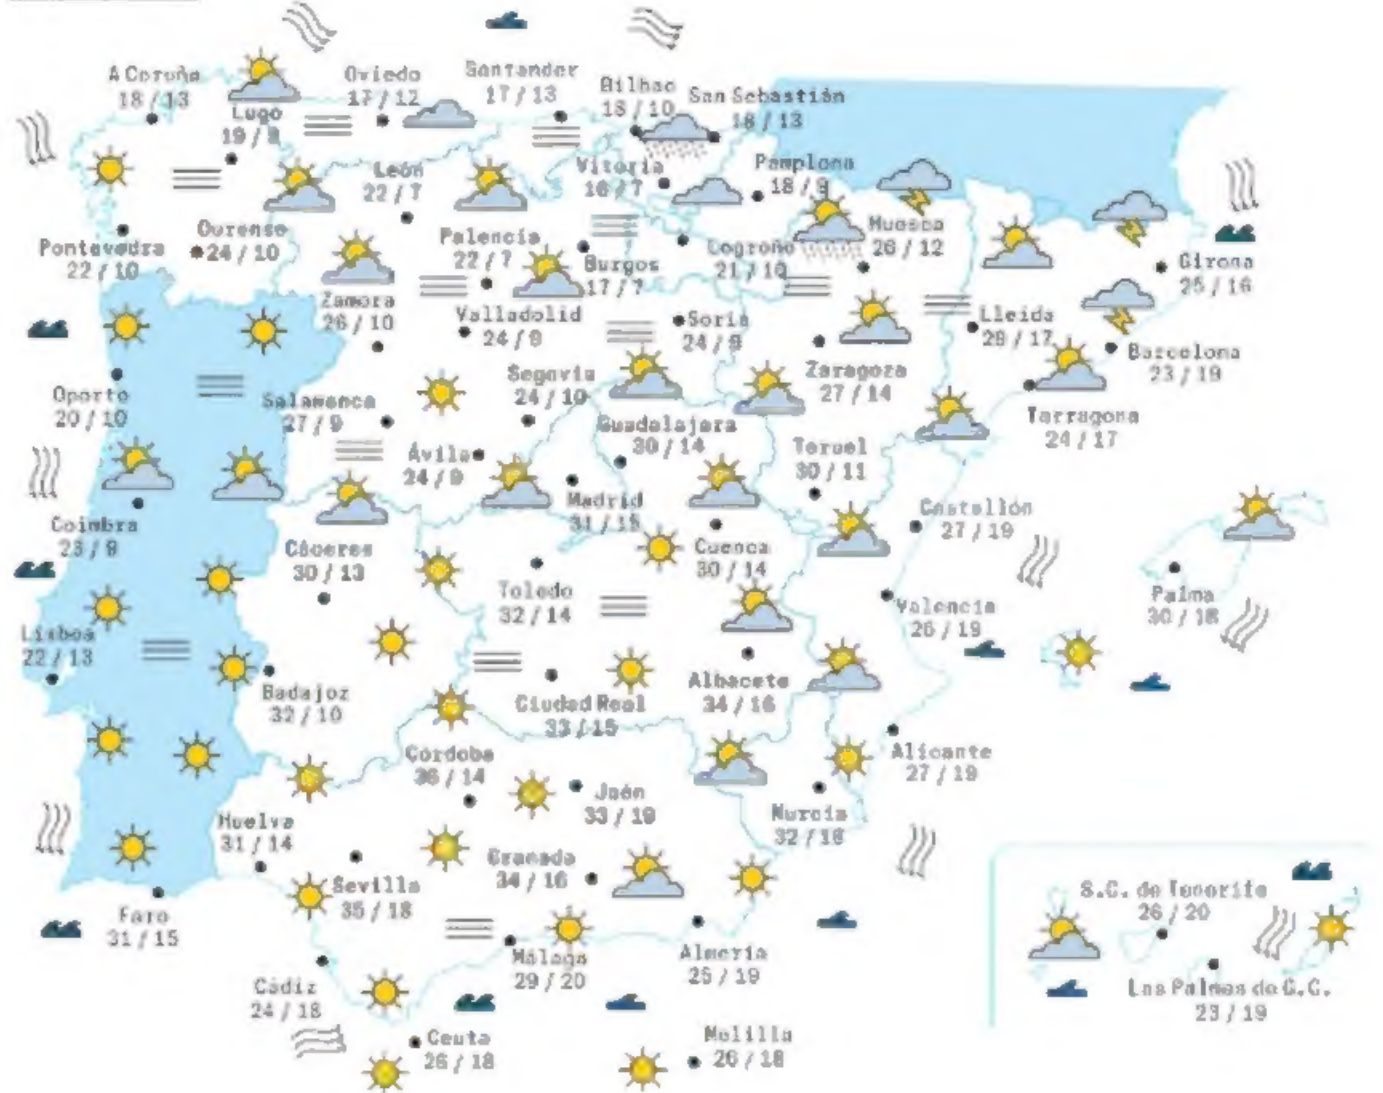 A Coruña
18 / 13
Lugo
19 / 8
Oviedo
17 / 12
Santander
17 / 13
Bilbao
18 / 10
San Sebastián
18 / 13
Vitoria
16 / 7
Pamplona
18 / 9
León
22 / 7
Pontevedra
22 / 10
Ourense
24 / 10
Palencia
22 / 7
Burgos
17 / 7
Logroño
21 / 10
Huesca
26 / 12
Girona
25 / 16
Zamora
26 / 10
Valladolid
24 / 8
Soria
24 / 9
Lleida
28 / 17
Barcelona
23 / 19
Oporto
20 / 10
Salamanca
27 / 9
Segovia
24 / 10
Guadalajara
30 / 14
Zaragoza
27 / 14
Tarragona
24 / 17
Ávila
24 / 9
Madrid
31 / 15
Teruel
30 / 11
Coimbra
23 / 9
Cáceres
30 / 13
Cuenca
30 / 14
Castellón
27 / 19
Toledo
32 / 14
Valencia
26 / 19
Palma
30 / 18
Lisboa
22 / 13
Badajoz
32 / 10
Ciudad Real
33 / 15
Albacete
34 / 16
Córdoba
36 / 14
Jaén
33 / 19
Alicante
27 / 19
Murcia
32 / 18
Huelva
31 / 14
Sevilla
35 / 18
Granada
34 / 16
Faro
31 / 15
Cádiz
24 / 18
Málaga
29 / 20
Almería
25 / 19
Ceuta
26 / 18
Melilla
26 / 18
S.C. de Tenerife
26 / 20
Las Palmas de G.C.
23 / 19